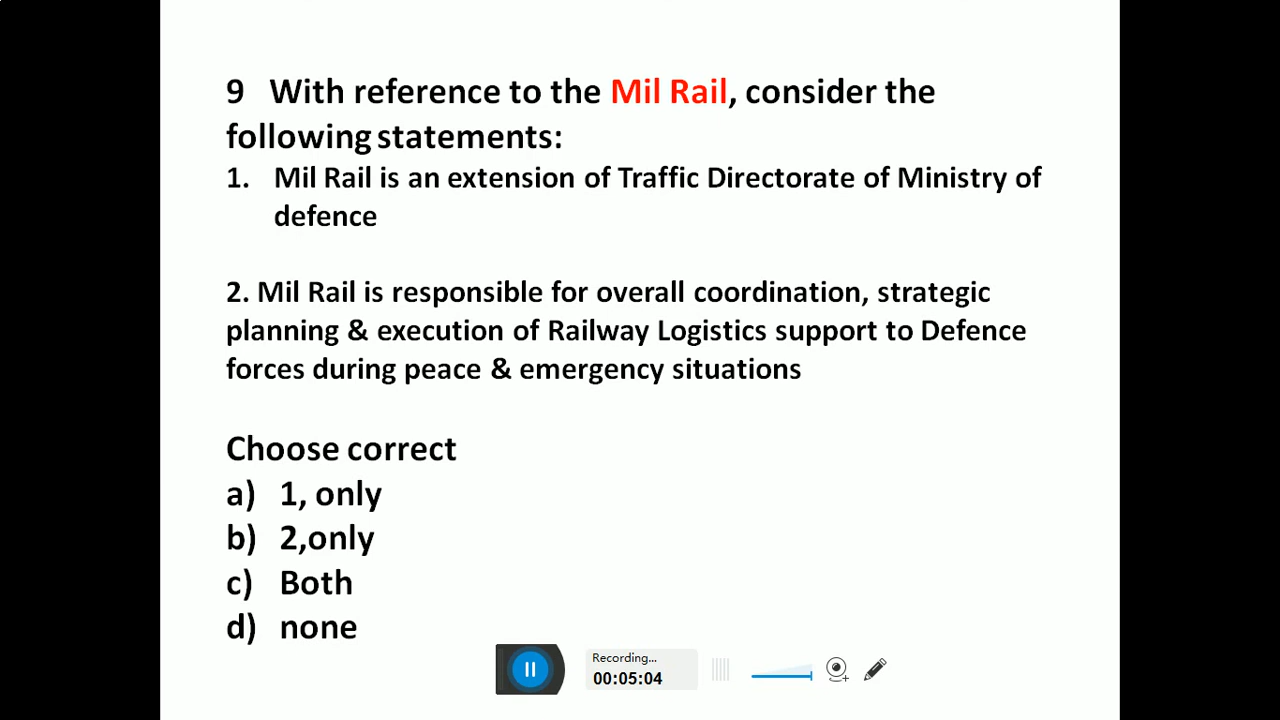 9 With reference to the Mil Rail, consider the
following statements:
1. Mil Rail is an extension of Traffic Directorate of Ministry of
defence
2. Mil Rail is responsible for overall coordination, strategic
planning & execution of Railway Logistics support to Defence
forces during peace & emergency situations
Choose correct
a) 1, only
b) 2,only
c) Both
d) none
Recording...
00:05:04